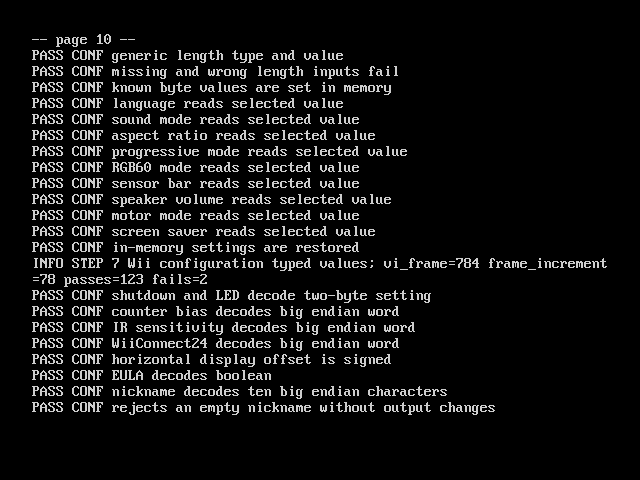 -- page 10 --
PASS CONF generic length type and value
PASS CONF missing and wrong length inputs fail
PASS CONF known byte values are set in memory
PASS CONF language reads selected value
PASS CONF sound mode reads selected value
PASS CONF aspect ratio reads selected value
PASS CONF progressive mode reads selected value
PASS CONF RGB60 mode reads selected value
PASS CONF sensor bar reads selected value
PASS CONF speaker volume reads selected value
PASS CONF motor mode reads selected value
PASS CONF screen saver reads selected value
PASS CONF in-memory settings are restored
INFO STEP 7 Wii configuration typed values; vi_frame=784 frame_increment
=78 passes=123 fails=2
PASS CONF shutdown and LED decode two-byte setting
PASS CONF counter bias decodes big endian word
PASS CONF IR sensitivity decodes big endian word
PASS CONF WiiConnect24 decodes big endian word
PASS CONF horizontal display offset is signed
PASS CONF EULA decodes boolean
PASS CONF nickname decodes ten big endian characters
PASS CONF rejects an empty nickname without output changes